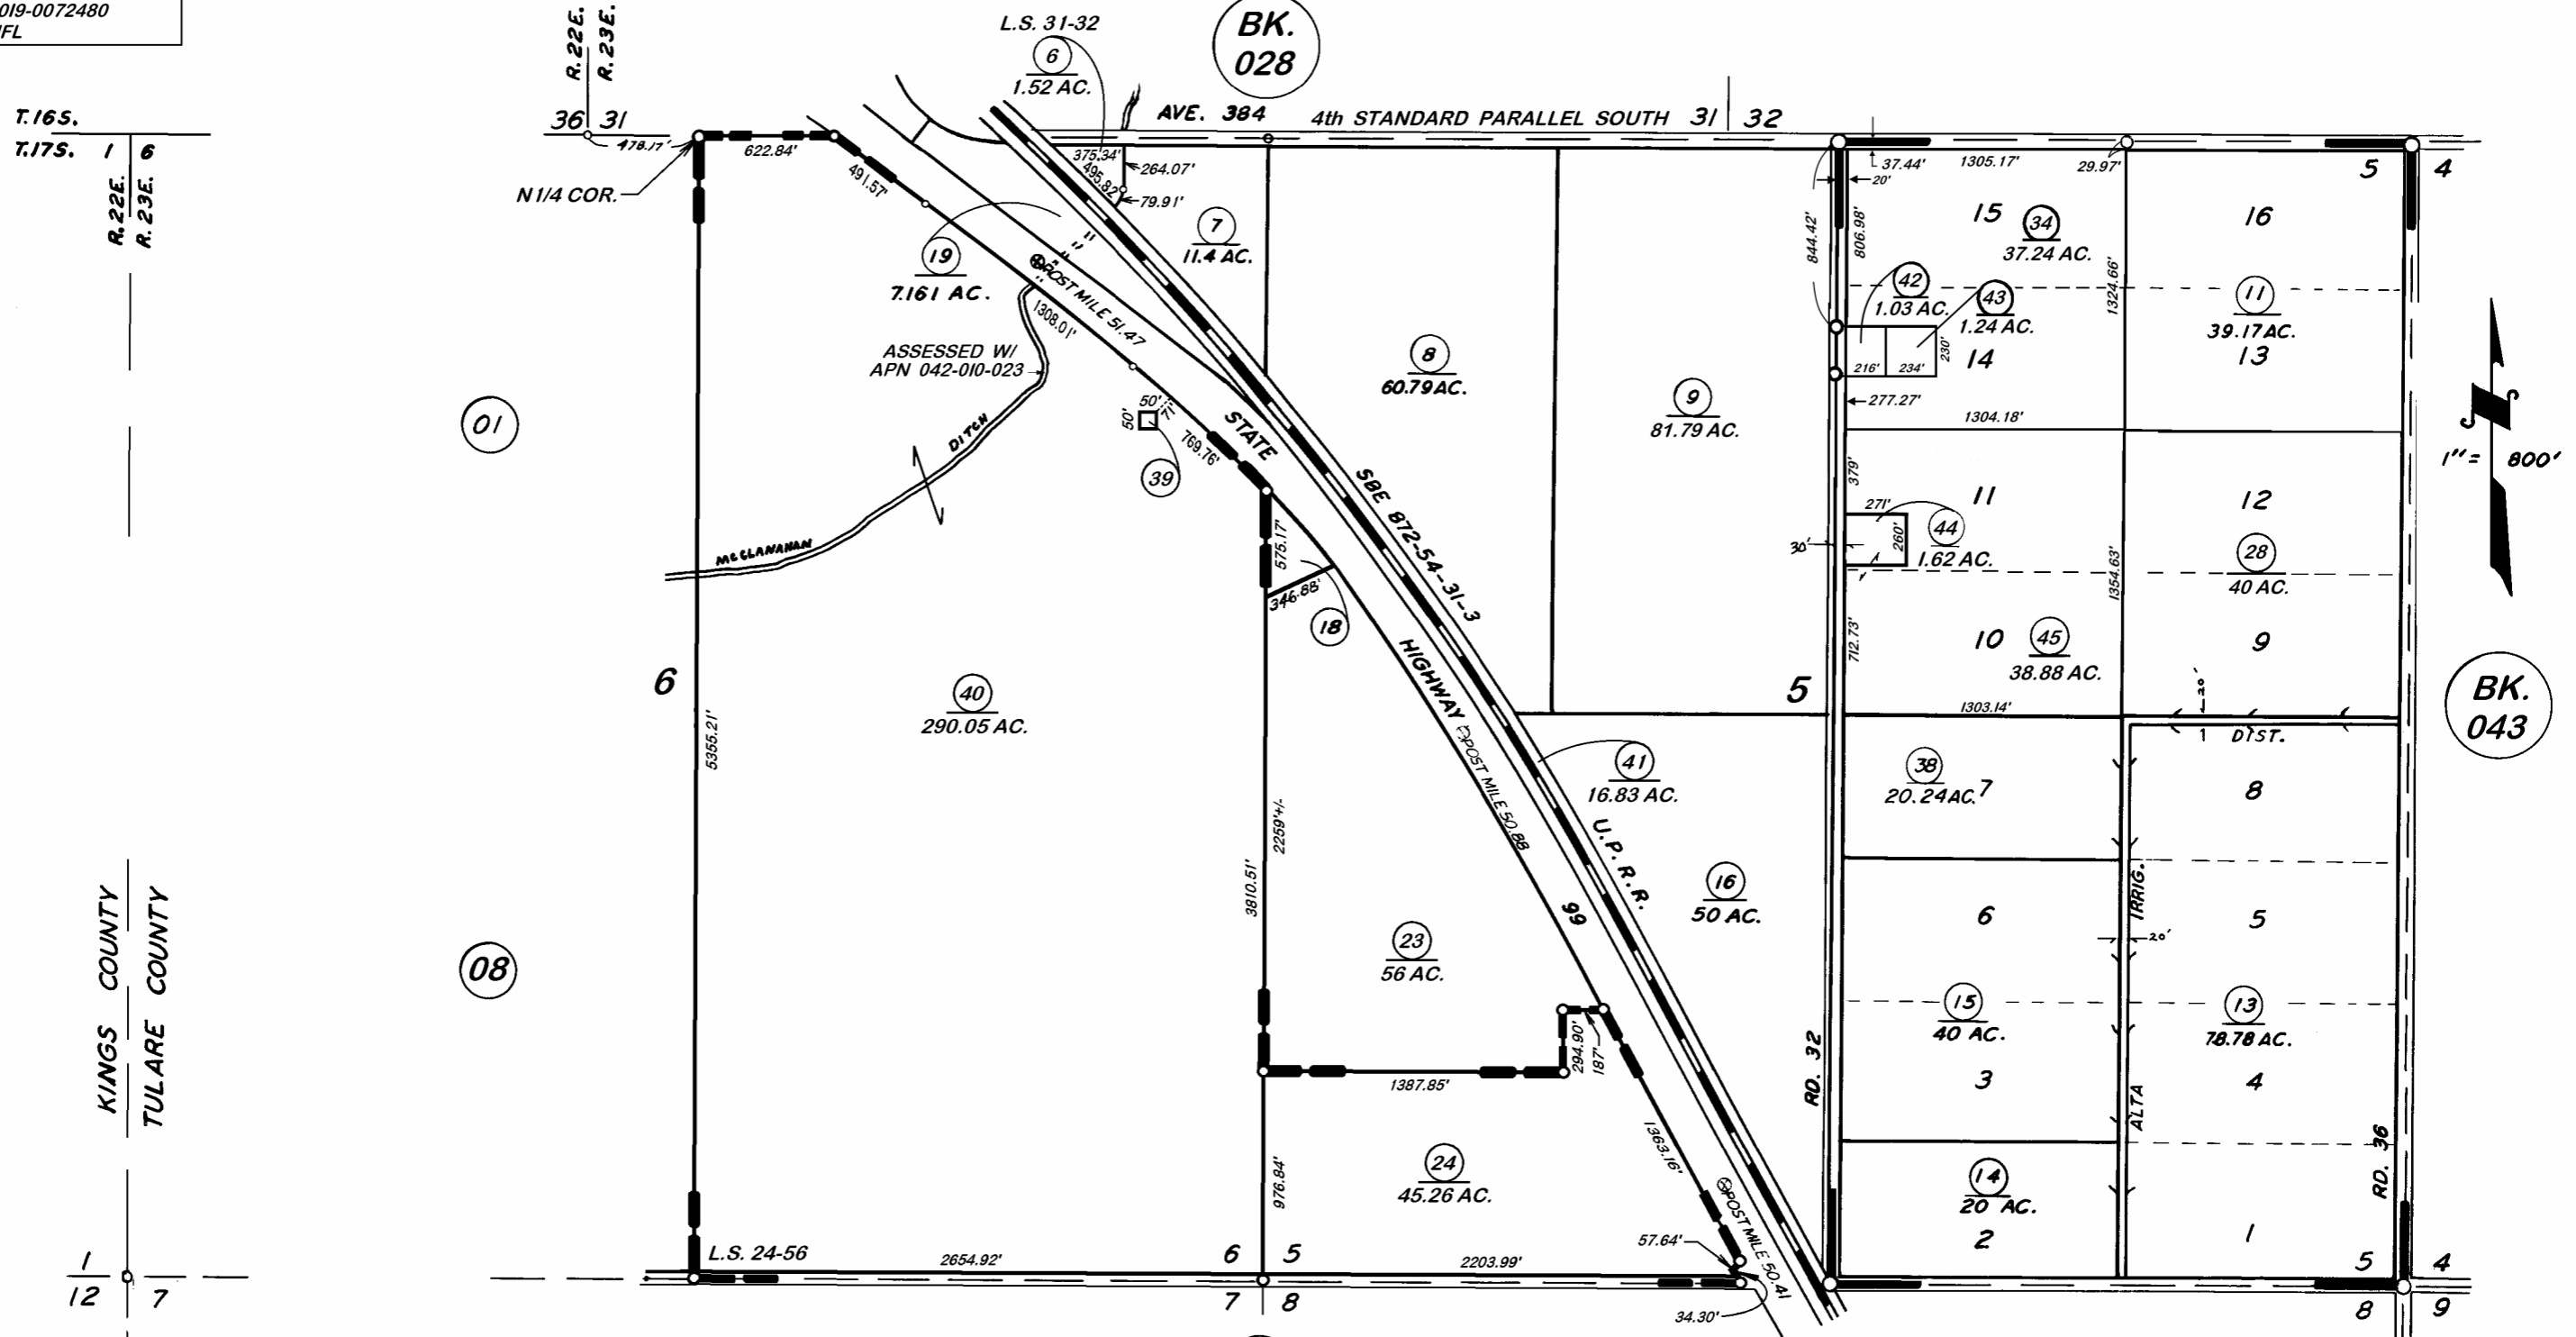 019-0072480
FL
R.22E.
R.23E.
L.S. 31-32
6
1.52 AC.
BK.
028
T.16S.
T.17S.
1
6
R.22E.
R.23E.
36
31
478.17'
622.84'
N 1/4 COR.
AVE. 384
4th STANDARD PARALLEL SOUTH
31
32
375.34'
495.82'
264.07'
79.91'
491.57'
37.44'
20'
1305.17'
29.97'
5
4
7
11.4 AC.
19
7.161 AC.
POST MILE 51.47
1308.01'
ASSESSED W/
APN 042-010-023
DITCH
McCLANAHAN
01
50'
50'
71'
39
769.76'
STATE
8
60.79 AC.
9
81.79 AC.
SBE 872-54-31-3
844.42'
806.98'
15
34
37.24 AC.
16
1324.66'
42
1.03 AC.
43
1.24 AC.
11
39.17 AC.
13
14
216'
234'
230'
277.27'
1304.18'
1"= 800'
379'
11
271'
260'
44
1.62 AC.
30'
12
28
40 AC.
1354.63'
575.17'
346.88'
18
HIGHWAY
712.73'
10
45
38.88 AC.
9
20'
1303.14'
DIST.
BK.
043
6
40
290.05 AC.
5355.21'
5
POST MILE 50.88
41
16.83 AC.
38
20.24 AC.
7
8
2259'+/-
3810.51'
U.P.R.R.
16
50 AC.
99
IRRIG.
20'
6
5
KINGS COUNTY
TULARE COUNTY
08
23
56 AC.
294.90'
187'
1387.85'
RD. 32
15
40 AC.
3
13
78.78 AC.
4
ALTA
1363.16'
976.84'
24
45.26 AC.
14
20 AC.
2
1
RD. 36
POST MILE 50.41
57.64'
34.30'
L.S. 24-56
2654.92'
6
5
2203.99'
5
4
1
12
7
7
8
8
9